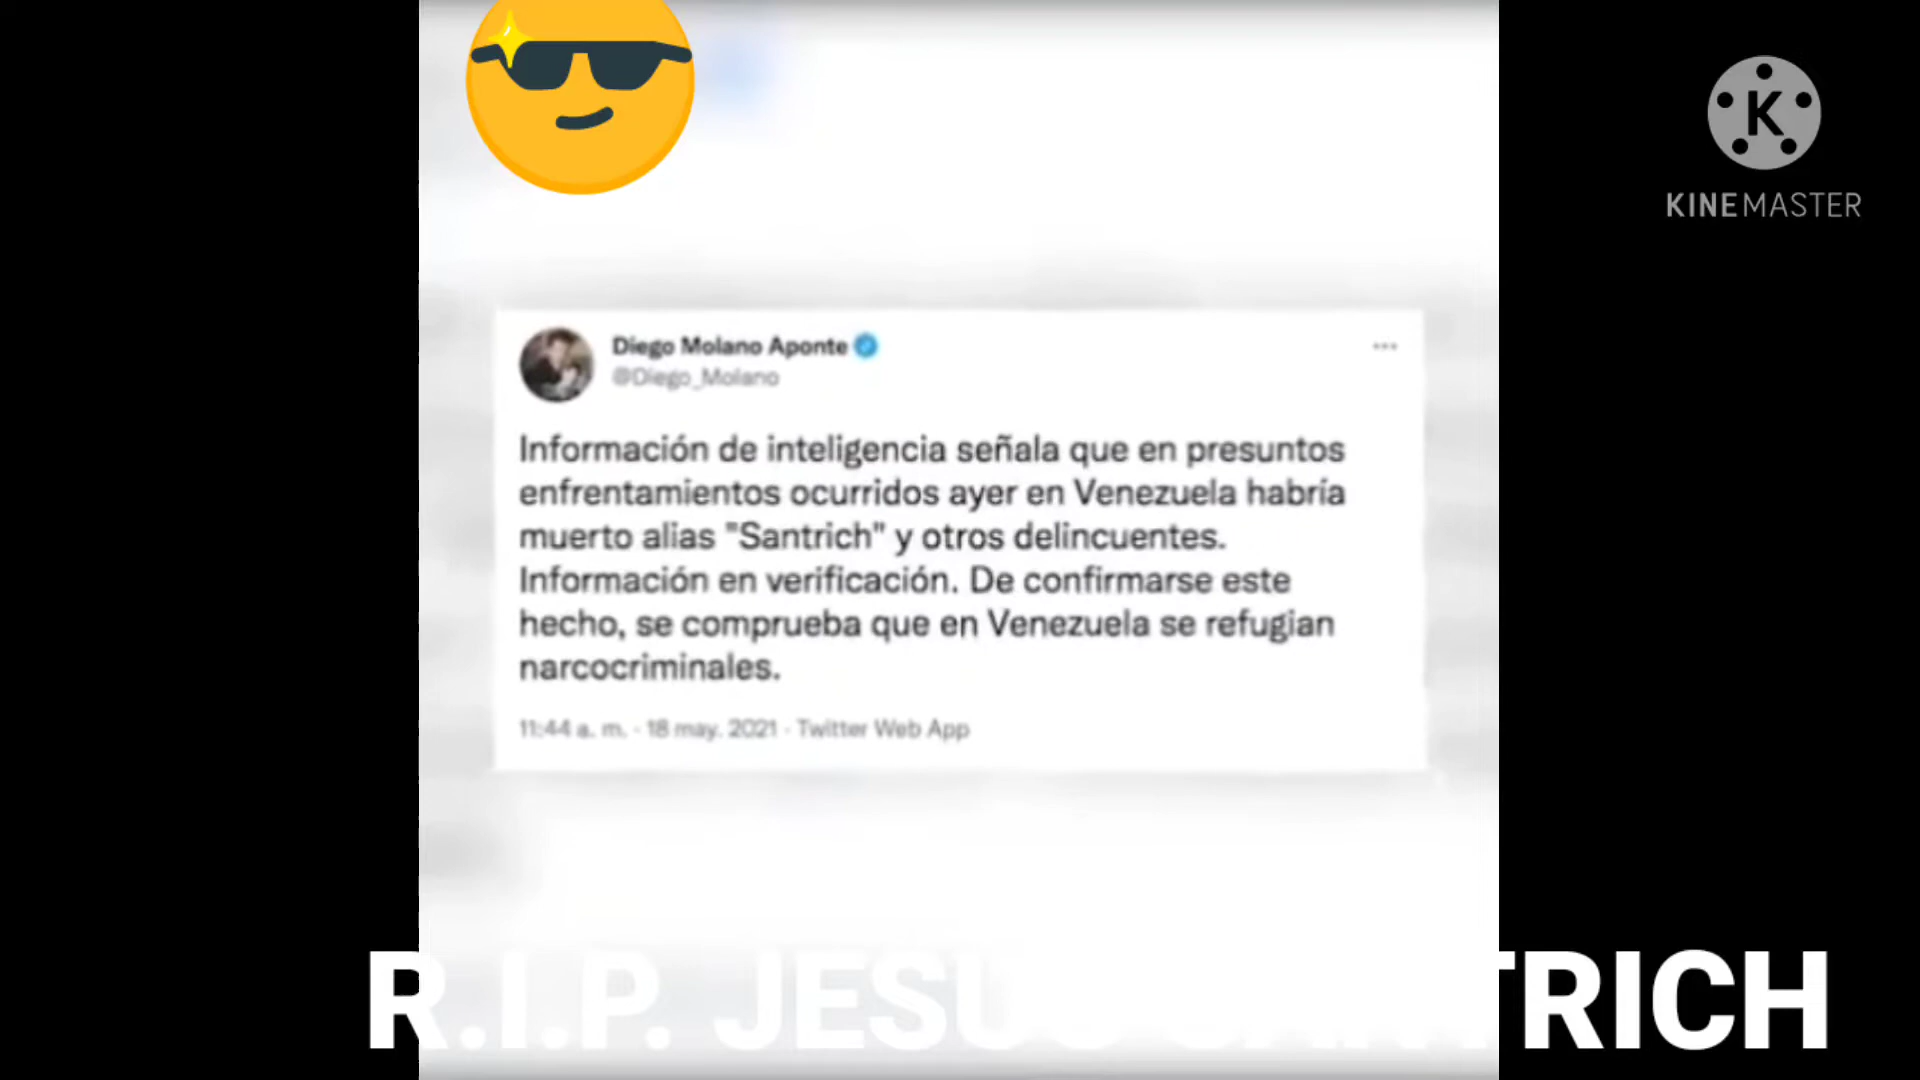 K
KINEMASTER
Diego Molano Aponte
@Diego_Molano
Información de inteligencia señala que en presuntos
enfrentamientos ocurridos ayer en Venezuela habría
muerto alias "Santrich" y otros delincuentes.
Información en verificación. De confirmarse este
hecho, se comprueba que en Venezuela se refugian
narcocriminales.
11:44 a. m. · 18 may. 2021 · Twitter Web App
R.I.P. JESUS SANTRICH